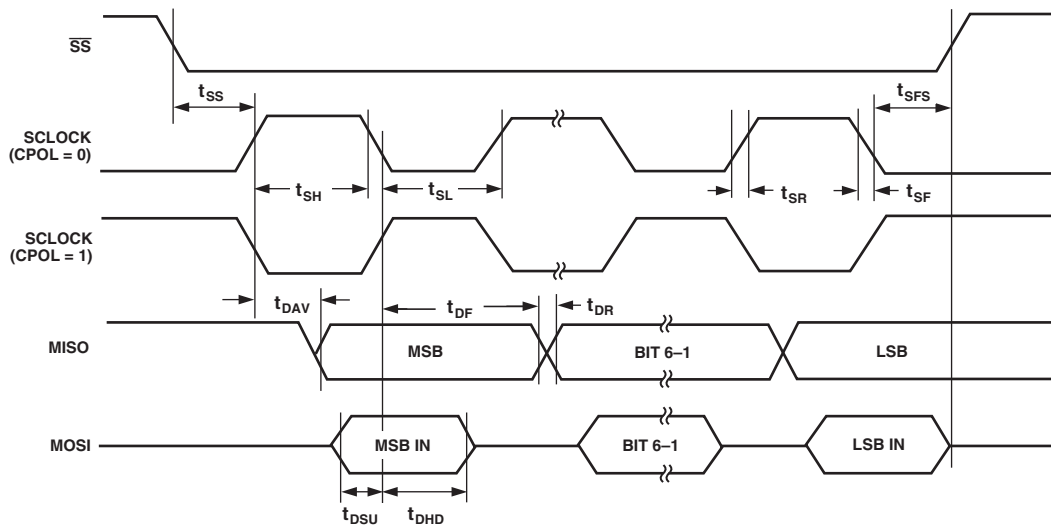 SS
tSS
tSFS
SCLOCK
(CPOL = 0)
tSH
tSL
tSR
tSF
SCLOCK
(CPOL = 1)
tDAV
tDF
tDR
MISO
MSB
BIT 6–1
LSB
MOSI
MSB IN
BIT 6–1
LSB IN
tDSU
tDHD